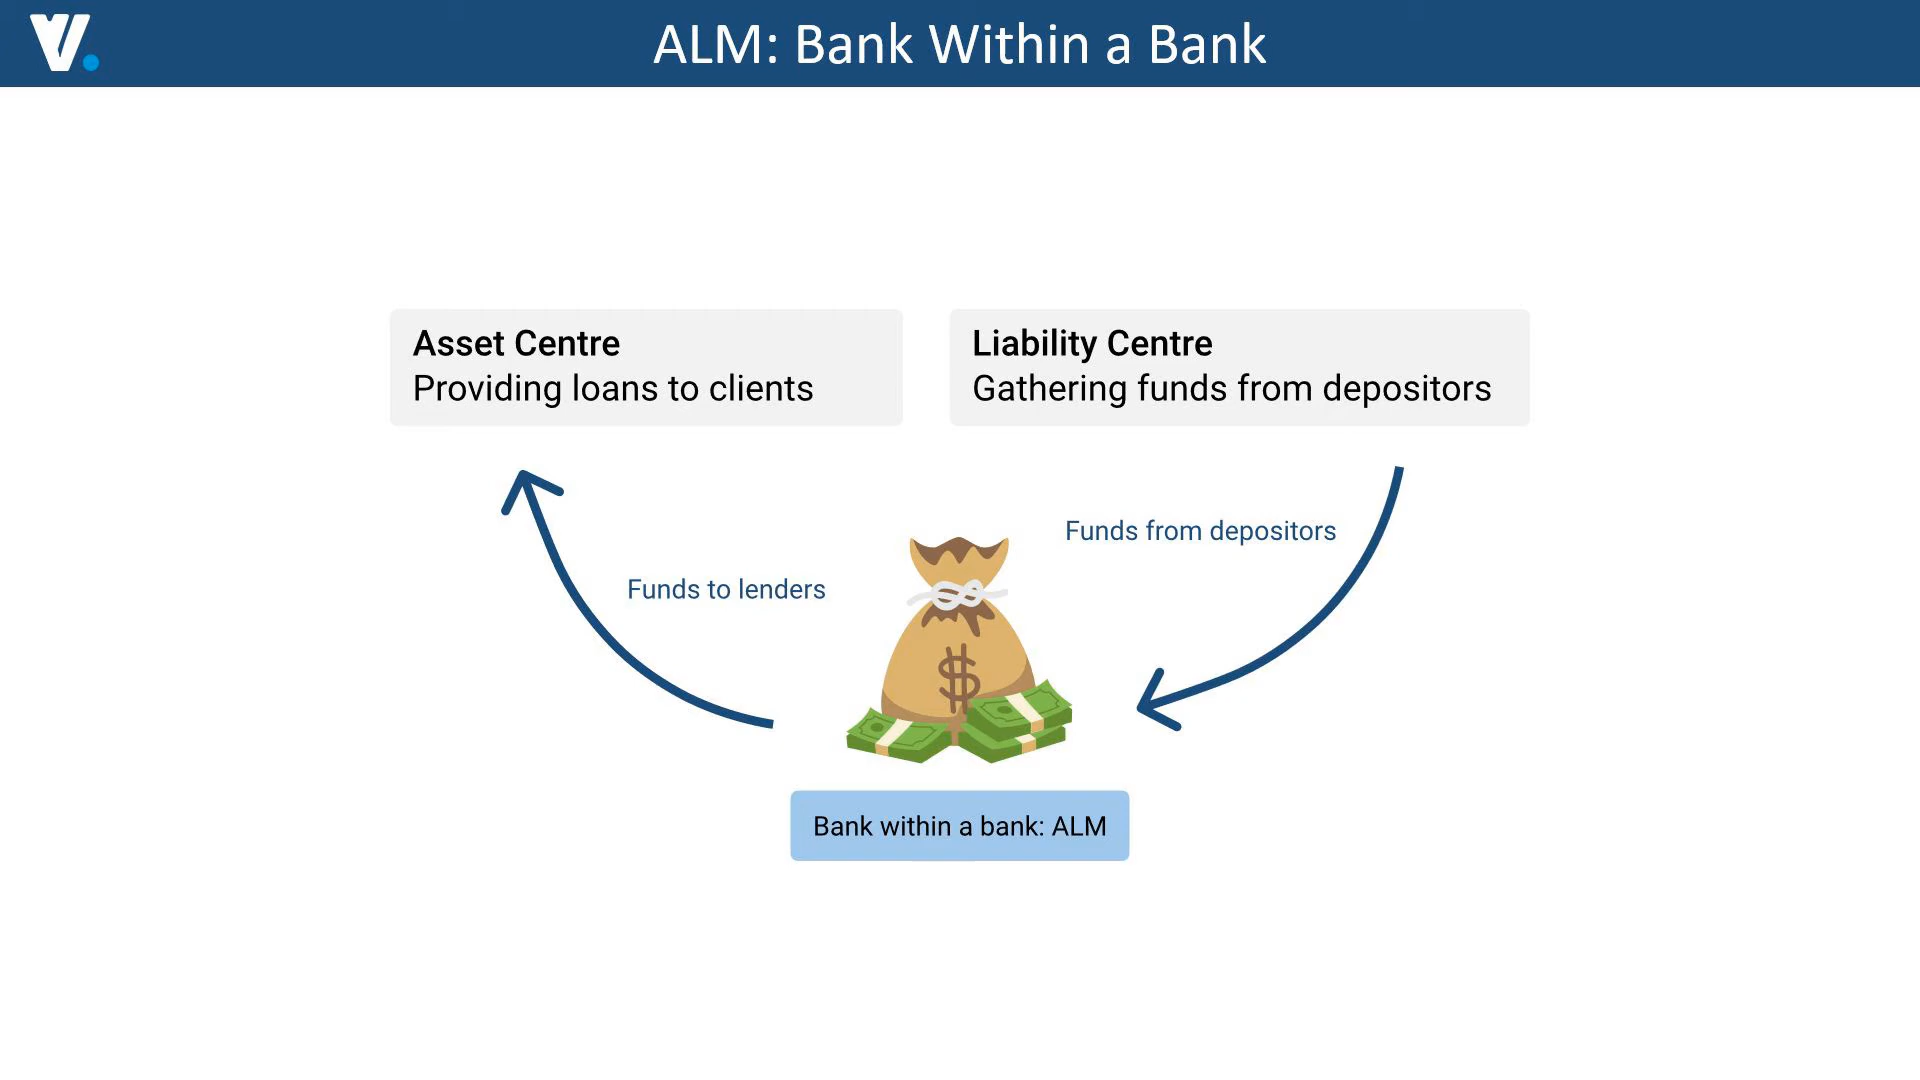 ALM: Bank Within a Bank
Asset Centre
Providing loans to clients
Liability Centre
Gathering funds from depositors
Funds from depositors
Funds to lenders
$
Bank within a bank: ALM